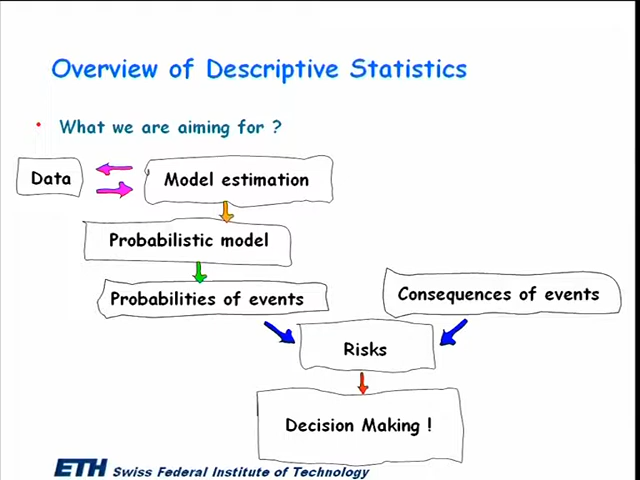 Overview of Descriptive Statistics
• What we are aiming for ?
Data
Model estimation
Probabilistic model
Probabilities of events
Consequences of events
Risks
Decision Making !
ETH Swiss Federal Institute of Technology